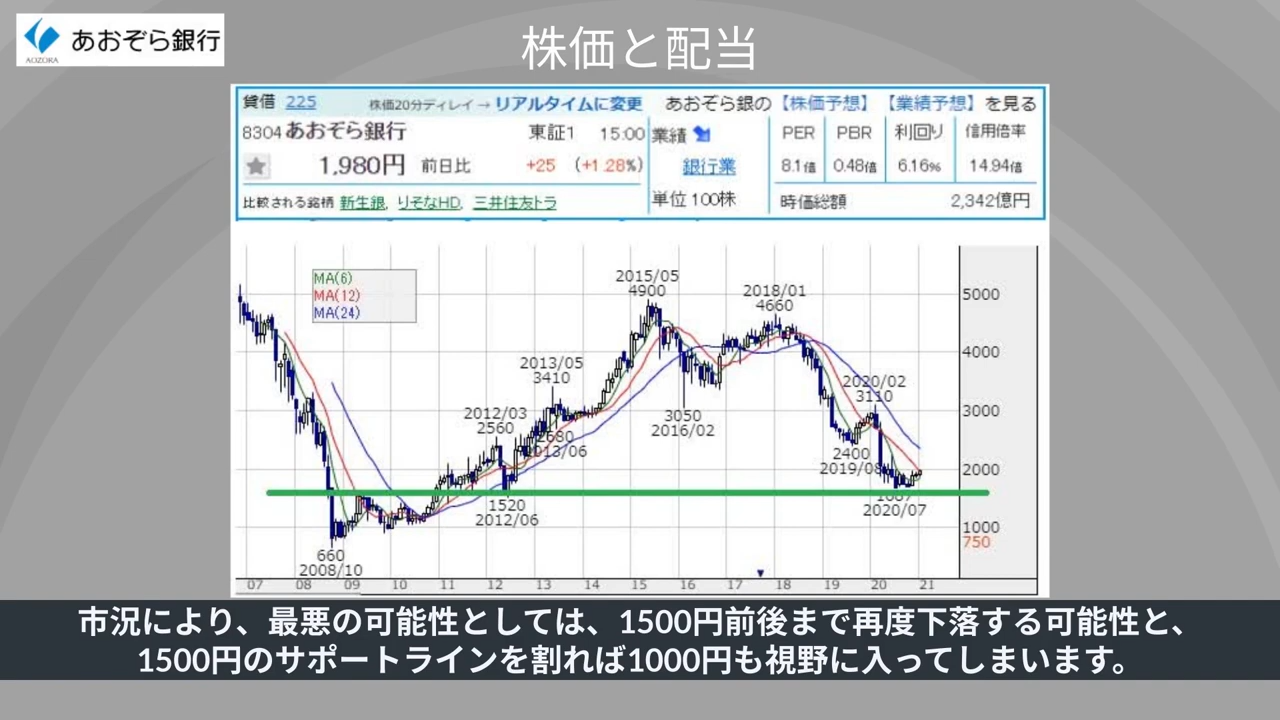 あおぞら銀行
AOZORA
株価と配当
貸借 225 株価20分ディレイ → リアルタイムに変更 あおぞら銀の 【株価予想】 【業績予想】 を見る
8304 あおぞら銀行 東証1 15:00 業績 PER PBR 利回り 信用倍率
1,980円 前日比 +25 (+1.28%) 銀行業 8.1倍 0.48倍 6.16% 14.94倍
比較される銘柄 新生銀, りそなHD, 三井住友トラ 単位 100株 時価総額 2,342億円
MA(6)
MA(12)
MA(24)
2015/05
4900
2018/01
4660
5000
4000
2013/05
3410
2020/02
3110
3000
2012/03
2560
3050
2016/02
2680
2013/06
2400
2019/08
2000
1520
2012/06
2020/07
1000
750
660
2008/10
07 08 09 10 11 12 13 14 15 16 17 18 19 20 21
市況により、最悪の可能性としては、1500円前後まで再度下落する可能性と、
1500円のサポートラインを割れば1000円も視野に入ってしまいます。